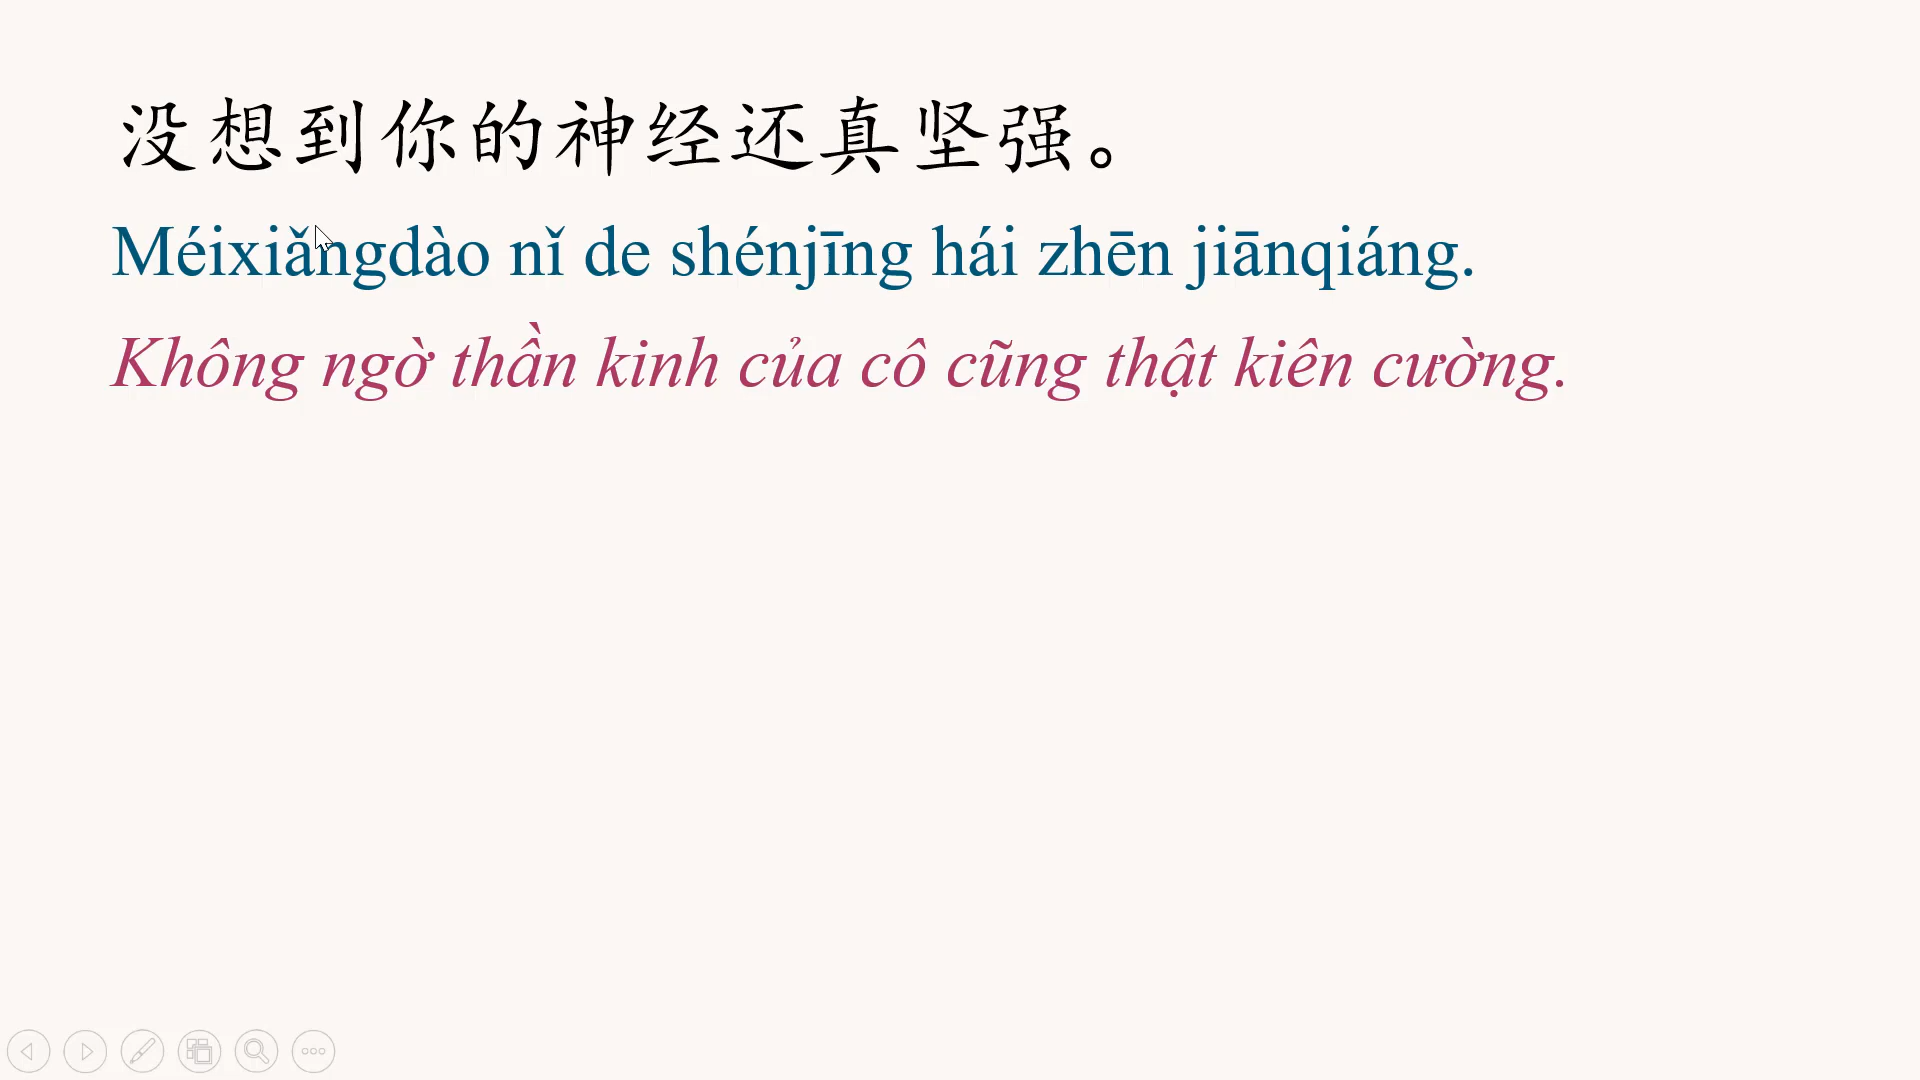 没想到你的神经还真坚强。
Méixiǎngdào nǐ de shénjīng hái zhēn jiānqiáng.
Không ngờ thần kinh của cô cũng thật kiên cường.